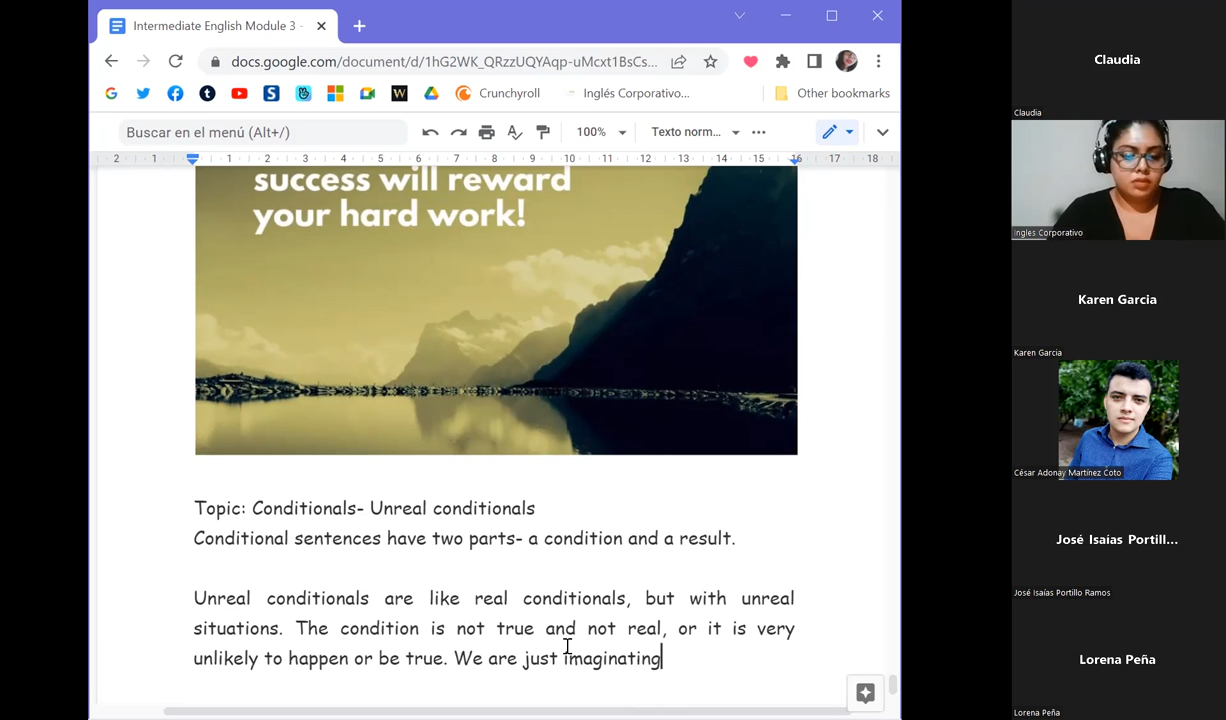 Intermediate English Module 3 -
docs.google.com/document/d/1hG2WK_QRzzUQYAqp-uMcxt1BsCs...
Crunchyroll
Inglés Corporativo...
Other bookmarks
Buscar en el menú (Alt+/)
100%
Texto norm...
2 1 1 2 3 4 5 6 7 8 9 10 11 12 13 14 15 16 17 18
success will reward
your hard work!
Topic: Conditionals- Unreal conditionals
Conditional sentences have two parts- a condition and a result.
Unreal conditionals are like real conditionals, but with unreal
situations. The condition is not true and not real, or it is very
unlikely to happen or be true. We are just imaginating
Claudia
Claudia
Ingles Corporativo
Karen Garcia
Karen Garcia
César Adonay Martínez Coto
José Isaías Portill...
José Isaías Portillo Ramos
Lorena Peña
Lorena Peña